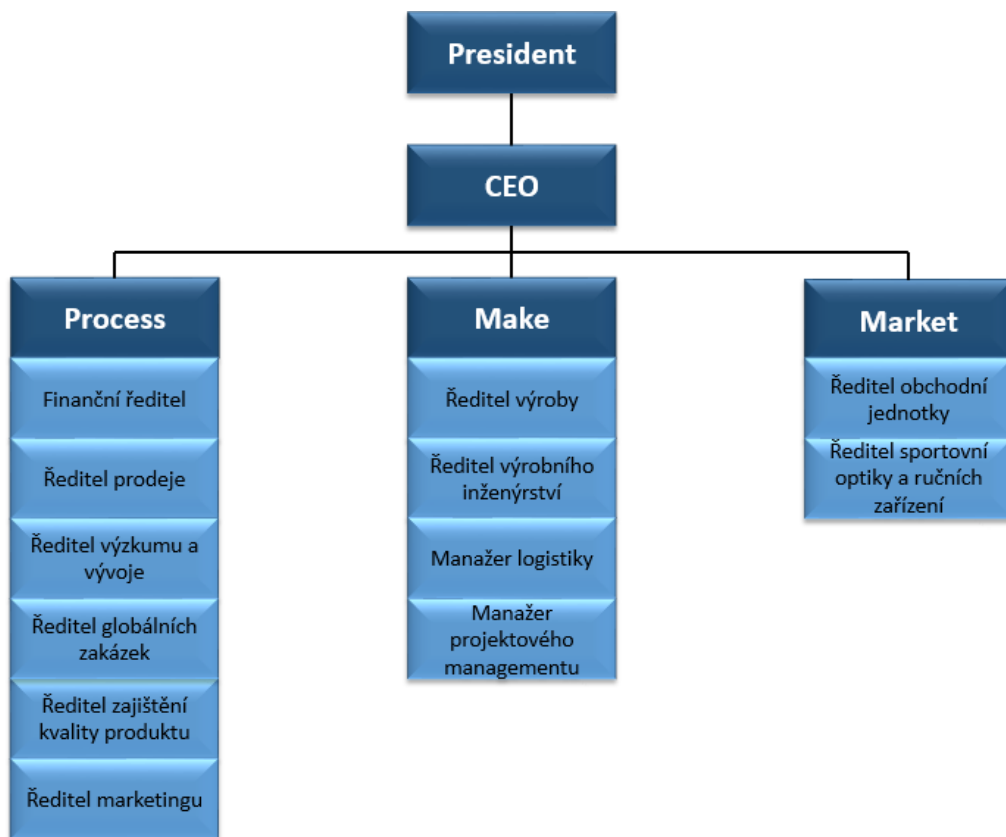 President
CEO
Process
Finanční ředitel
Ředitel prodeje
Ředitel výzkumu a
vývoje
Ředitel globálních
zakázek
Ředitel zajištění
kvality produktu
Ředitel marketingu
Make
Ředitel výroby
Ředitel výrobního
inženýrství
Manažer logistiky
Manažer
projektového
managementu
Market
Ředitel obchodní
jednotky
Ředitel sportovní
optiky a ručních
zařízení